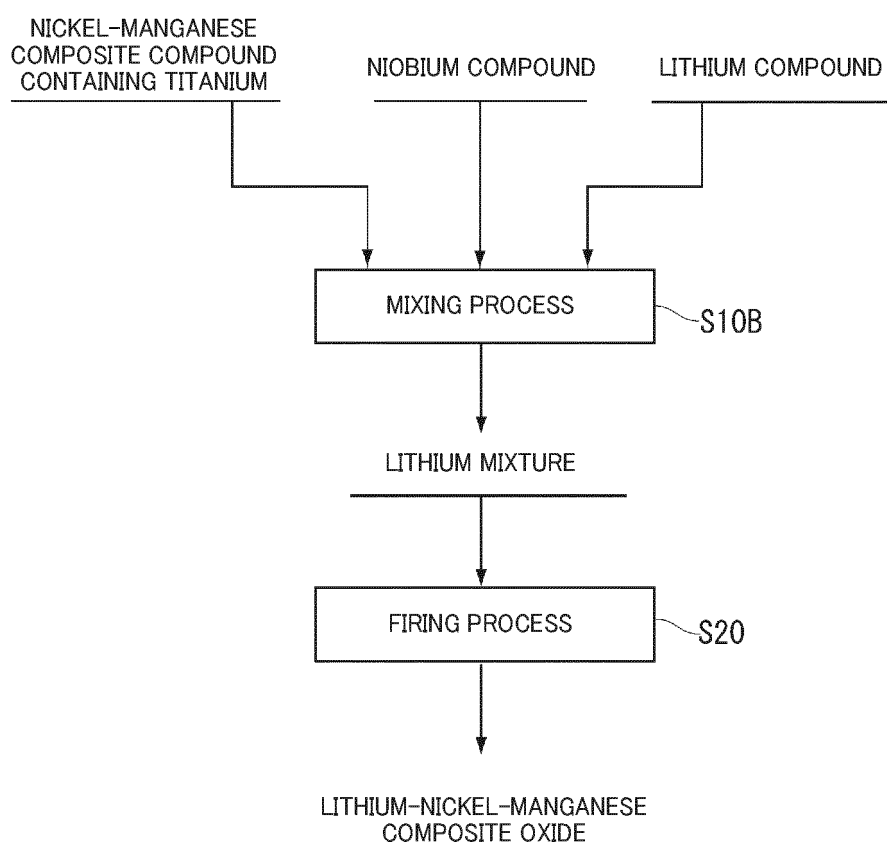 NICKEL-MANGANESE
COMPOSITE COMPOUND
CONTAINING TITANIUM
NIOBIUM COMPOUND
LITHIUM COMPOUND
MIXING PROCESS
S10B
LITHIUM MIXTURE
FIRING PROCESS
S20
LITHIUM-NICKEL-MANGANESE
COMPOSITE OXIDE